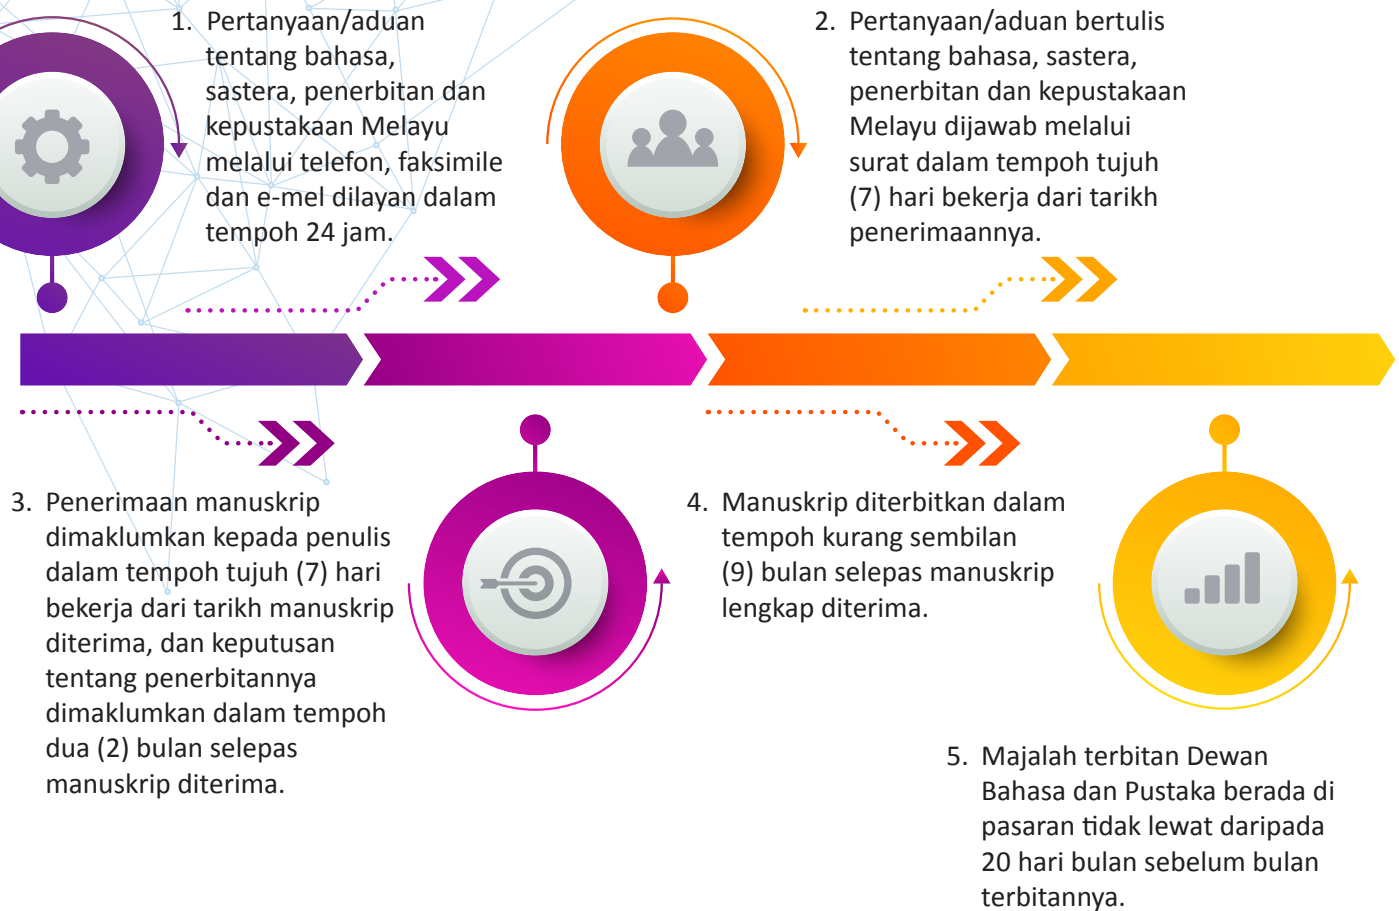 1. Pertanyaan/aduan
tentang bahasa,
sastera, penerbitan dan
kepustakaan Melayu
melalui telefon, faksimile
dan e-mel dilayan dalam
tempoh 24 jam.
2. Pertanyaan/aduan bertulis
tentang bahasa, sastera,
penerbitan dan kepustakaan
Melayu dijawab melalui
surat dalam tempoh tujuh
(7) hari bekerja dari tarikh
penerimaannya.
3. Penerimaan manuskrip
dimaklumkan kepada penulis
dalam tempoh tujuh (7) hari
bekerja dari tarikh manuskrip
diterima, dan keputusan
tentang penerbitannya
dimaklumkan dalam tempoh
dua (2) bulan selepas
manuskrip diterima.
4. Manuskrip diterbitkan dalam
tempoh kurang sembilan
(9) bulan selepas manuskrip
lengkap diterima.
5. Majalah terbitan Dewan
Bahasa dan Pustaka berada di
pasaran tidak lewat daripada
20 hari bulan sebelum bulan
terbitannya.